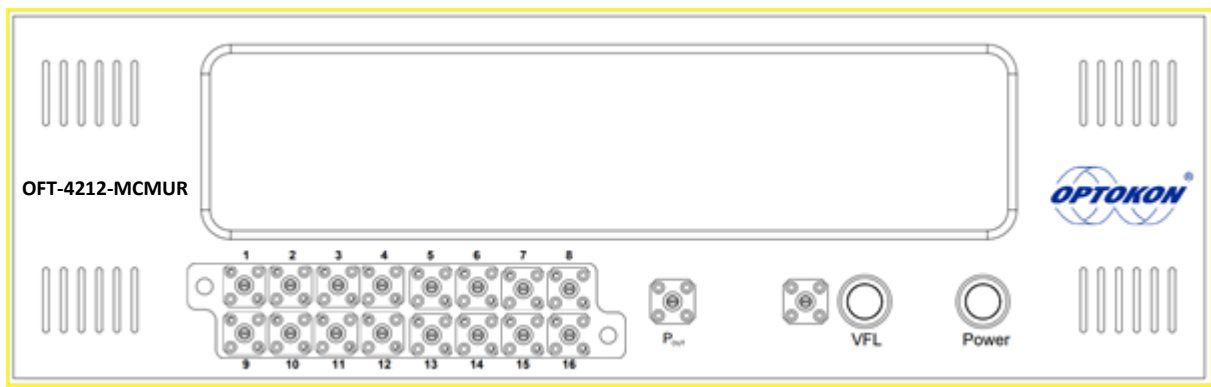 OFT-4212-MCMUR
OPTOKON®
1 2 3 4 5 6 7 8
9 10 11 12 13 14 15 16
POUT
VFL
Power